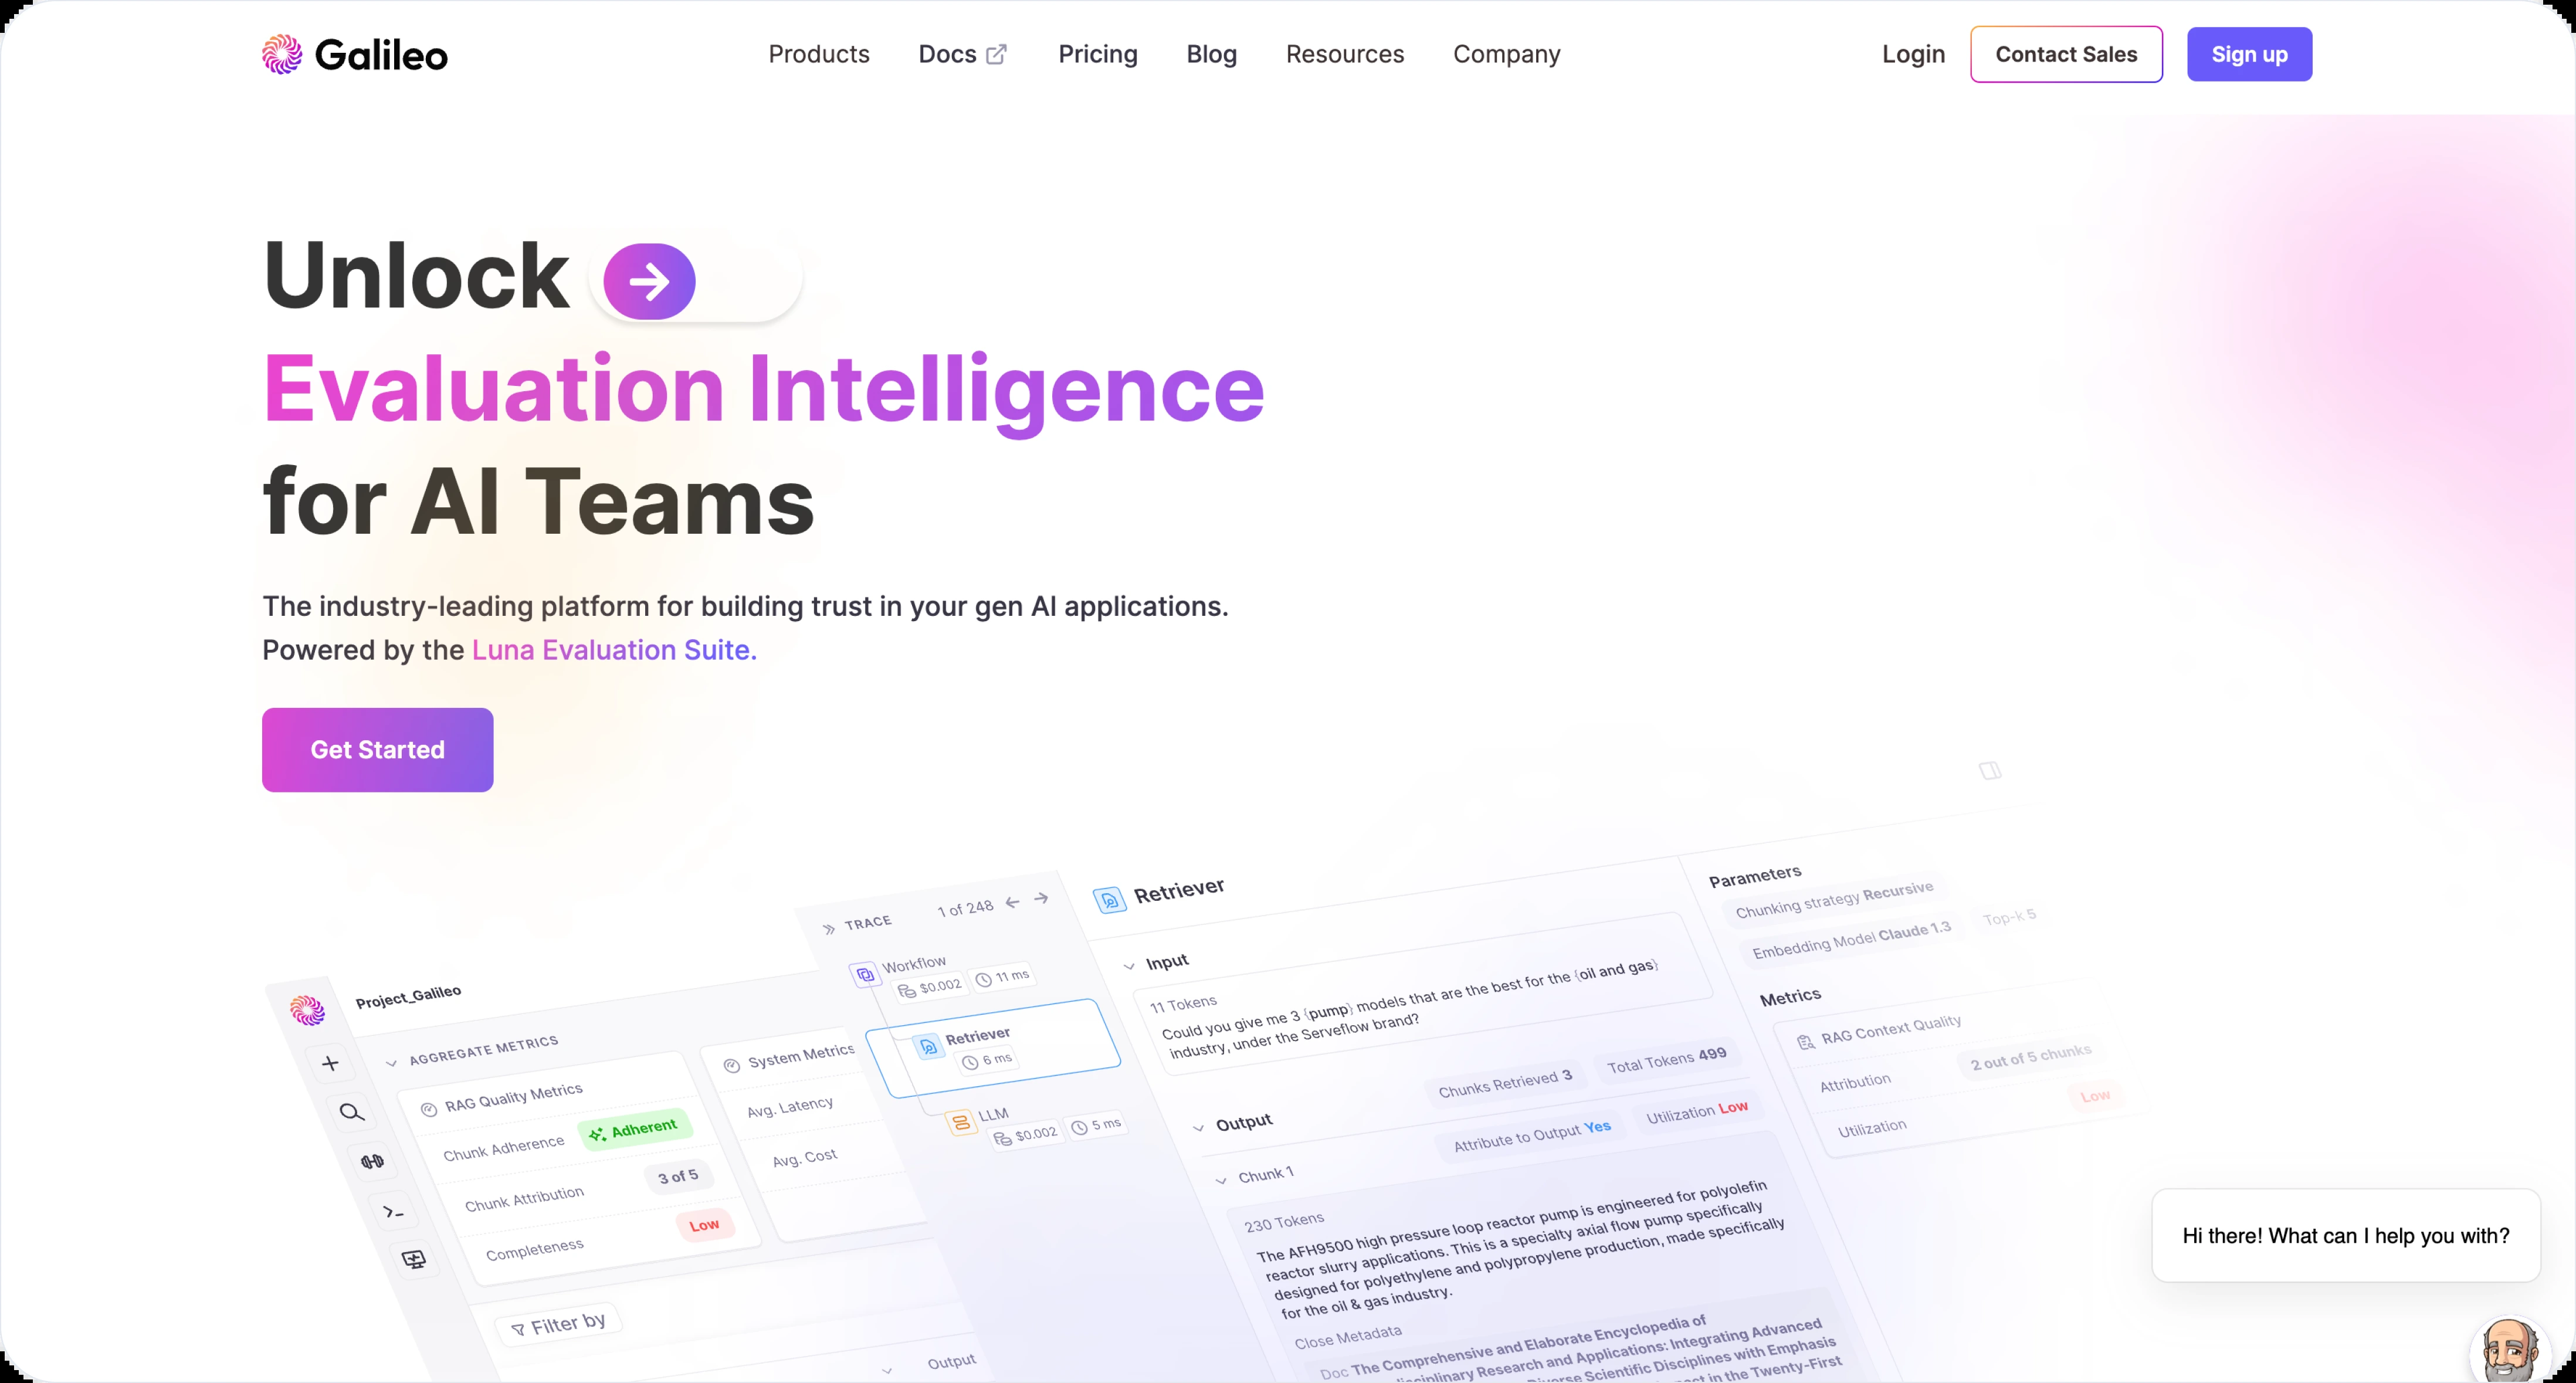 Galileo
Products
Docs
Pricing
Blog
Resources
Company
Login
Contact Sales
Sign up
Unlock
Evaluation Intelligence
for AI Teams
The industry-leading platform for building trust in your gen AI applications.
Powered by the Luna Evaluation Suite.
Get Started
Project_Galileo
AGGREGATE METRICS
RAG Quality Metrics
Chunk Adherence Adherent
Chunk Attribution 3 of 5
Completeness Low
System Metrics
Avg. Latency
Avg. Cost
Filter by
Output
TRACE 1 of 248
Workflow
$0.002 11 ms
Retriever
6 ms
LLM
$0.002 5 ms
Retriever
Input
11 Tokens
Could you give me 3 {pump} models that are the best for the {oil and gas}
industry, under the Serveflow brand?
Chunks Retrieved 3 Total Tokens 499
Output
Attribute to Output Yes Utilization Low
Chunk 1
230 Tokens
The AFH9500 high pressure loop reactor pump is engineered for polyolefin
reactor slurry applications. This is a specialty axial flow pump specifically
designed for polyethylene and polypropylene production, made specifically
for the oil & gas industry.
Close Metadata
Doc The Comprehensive and Elaborate Encyclopedia of
Research and Applications: Integrating Advanced
Scientific Disciplines with Emphasis
in the Twenty-First
Parameters
Chunking strategy Recursive
Embedding Model Claude 1.3 Top-k 5
Metrics
RAG Context Quality
Attribution 2 out of 5 chunks
Utilization Low
Hi there! What can I help you with?